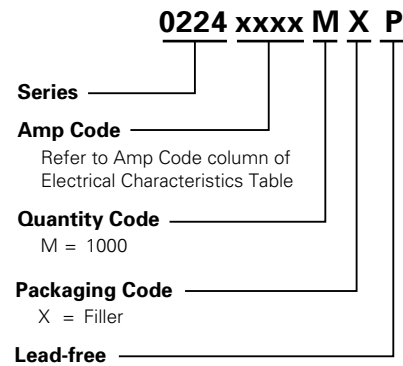 0224 xxxx M X P
Series
Amp Code
Refer to Amp Code column of
Electrical Characteristics Table
Quantity Code
M = 1000
Packaging Code
X = Filler
Lead-free